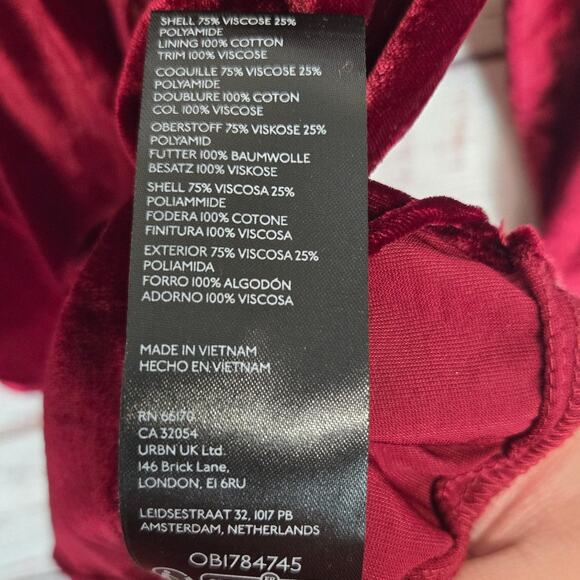 SHELL 75% VISCOSE 25%
POLYAMIDE
LINING 100% COTTON
TRIM 100% VISCOSE
COQUILLE 75% VISCOSE 25%
POLYAMIDE
DOUBLURE 100% COTON
COL 100% VISCOSE
OBERSTOFF 75% VISKOSE 25%
POLYAMID
FUTTER 100% BAUMWOLLE
BESATZ 100% VISKOSE
SHELL 75% VISCOSA 25%
POLIAMMIDE
FODERA 100% COTONE
FINITURA 100% VISCOSA
EXTERIOR 75% VISCOSA 25%
POLIAMIDA
FORRO 100% ALGODÓN
ADORNO 100% VISCOSA
MADE IN VIETNAM
HECHO EN VIETNAM
RN 66170
CA 32054
URBN UK Ltd.
146 Brick Lane,
LONDON, E1 6RU
LEIDSESTRAAT 32, 1017 PB
AMSTERDAM, NETHERLANDS
OB1784745